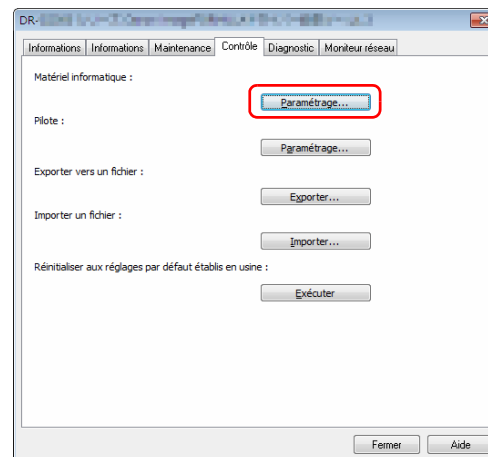 DR-
Informations Informations Maintenance Contrôle Diagnostic Moniteur réseau
Matériel informatique :
Paramétrage...
Pilote :
Paramétrage...
Exporter vers un fichier :
Exporter...
Importer un fichier :
Importer...
Réinitialiser aux réglages par défaut établis en usine :
Exécuter
Fermer Aide